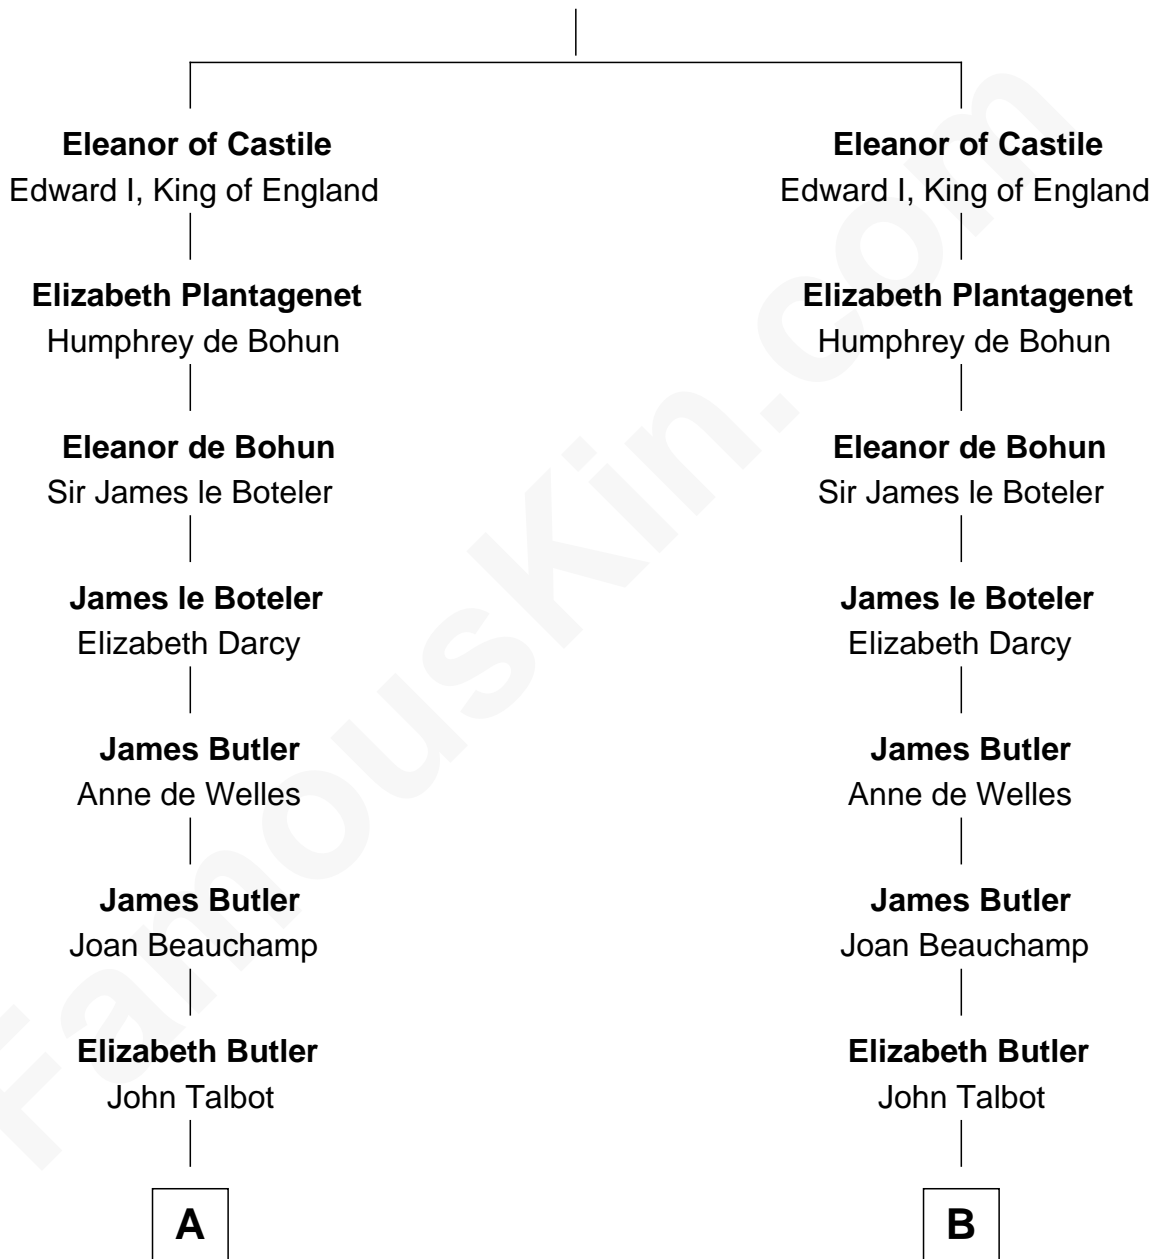 Eleanor of Castile
Edward I, King of England
Elizabeth Plantagenet
Humphrey de Bohun
Eleanor de Bohun
Sir James le Boteler
James le Boteler
Elizabeth Darcy
James Butler
Anne de Welles
James Butler
Joan Beauchamp
Elizabeth Butler
John Talbot
A
Eleanor of Castile
Edward I, King of England
Elizabeth Plantagenet
Humphrey de Bohun
Eleanor de Bohun
Sir James le Boteler
James le Boteler
Elizabeth Darcy
James Butler
Anne de Welles
James Butler
Joan Beauchamp
Elizabeth Butler
John Talbot
B
FamousKin.com